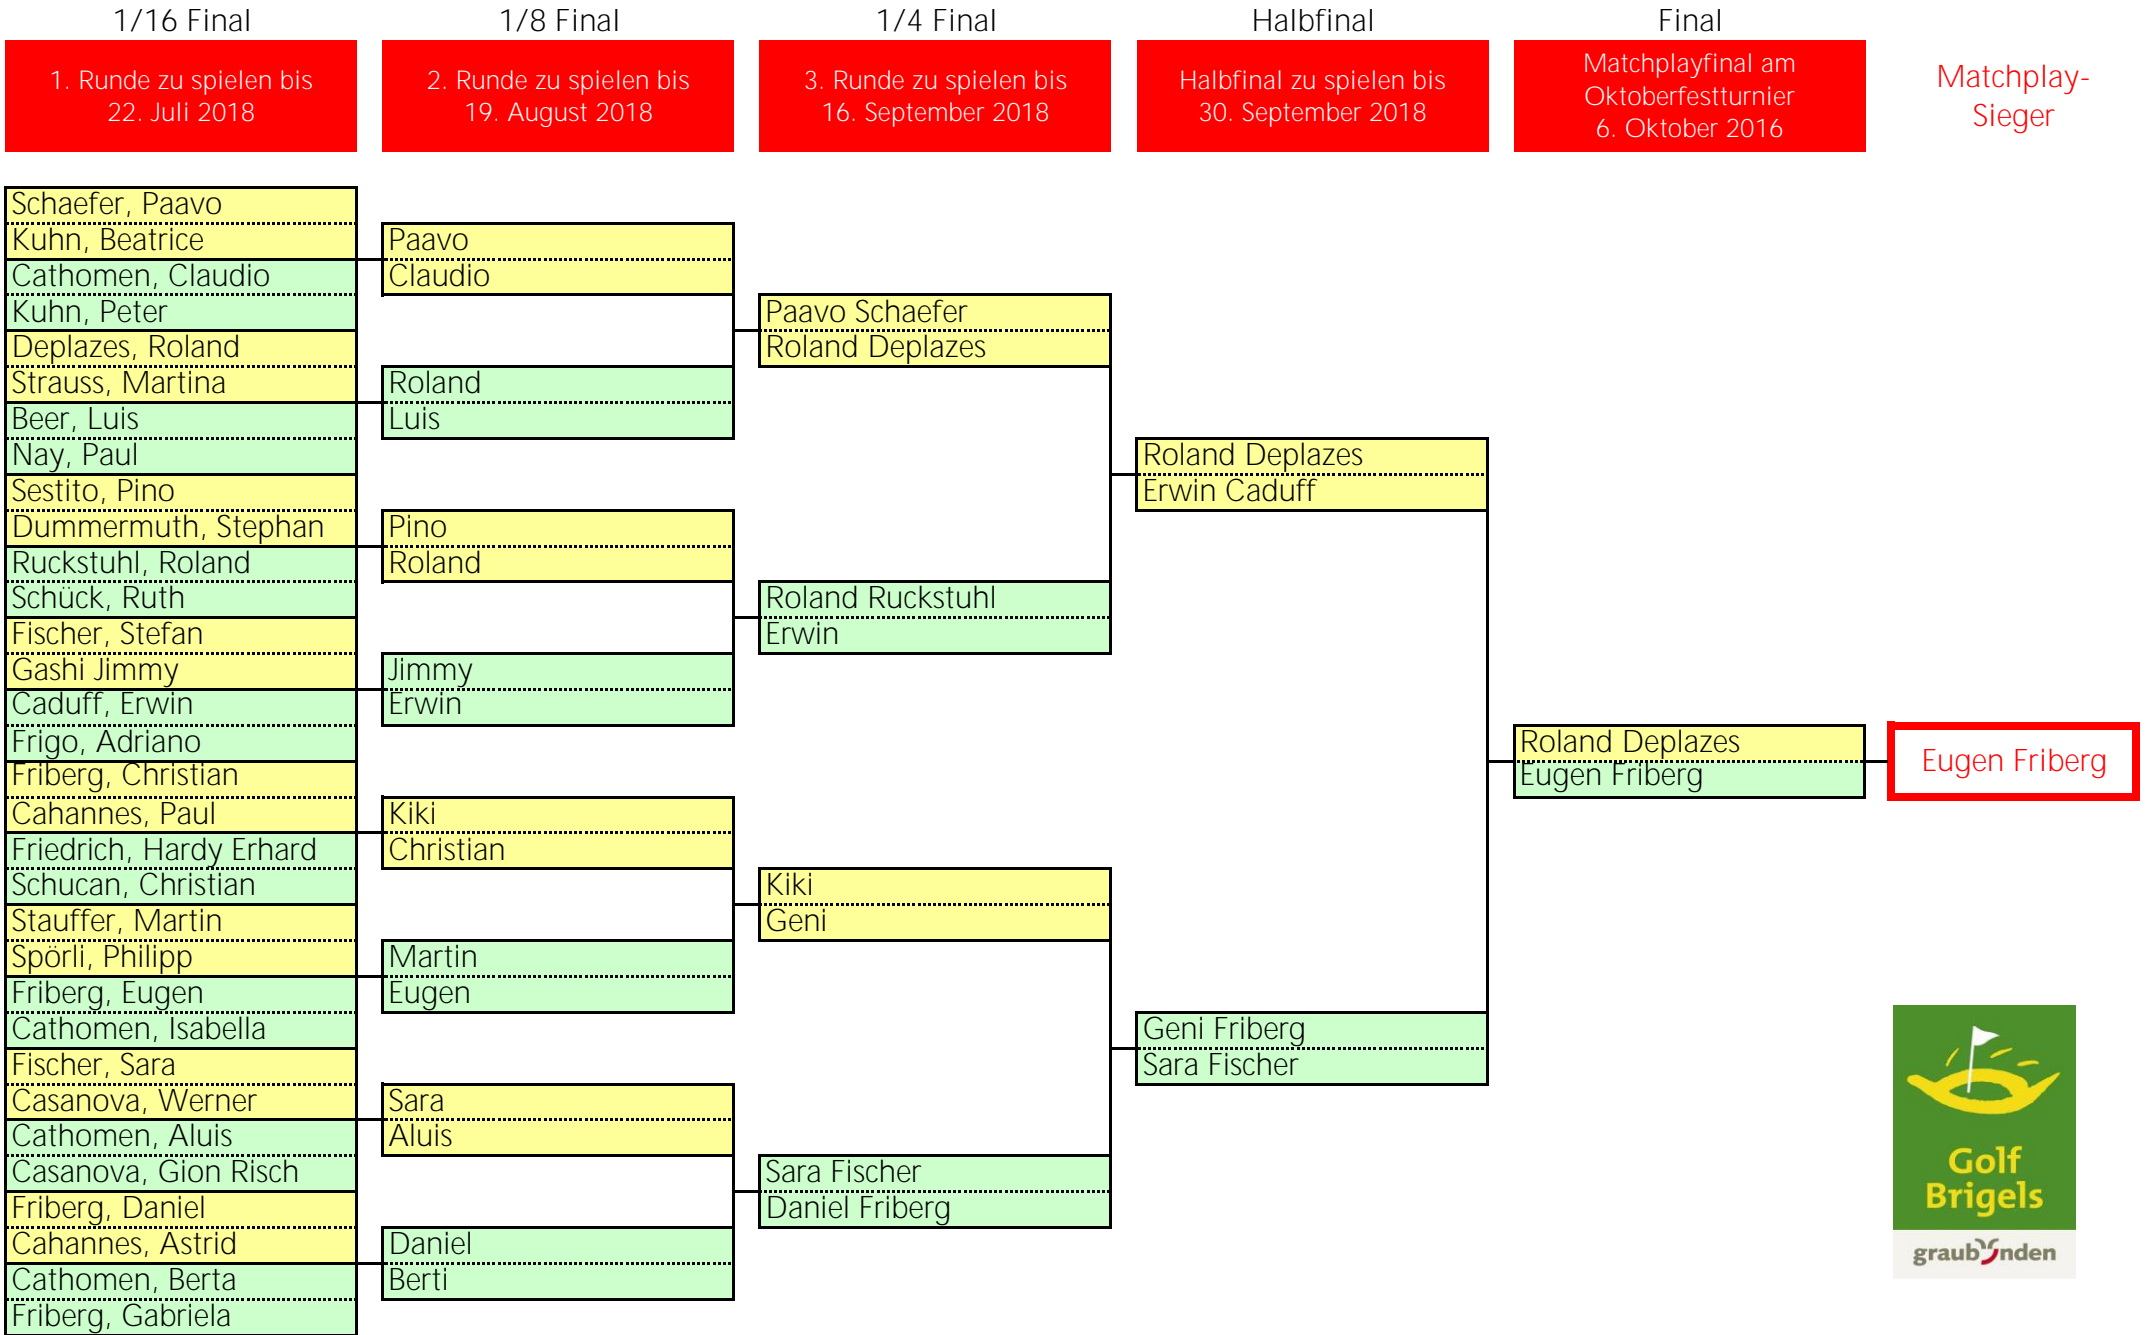 1/16 Final
1/8 Final
1/4 Final
Halbfinal
Final
1. Runde zu spielen bis
22. Juli 2018
2. Runde zu spielen bis
19. August 2018
3. Runde zu spielen bis
16. September 2018
Halbfinal zu spielen bis
30. September 2018
Matchplayfinal am
Oktoberfestturnier
6. Oktober 2016
Matchplay-
Sieger
Schaefer, Paavo
Kuhn, Beatrice
Cathomen, Claudio
Kuhn, Peter
Deplazes, Roland
Strauss, Martina
Beer, Luis
Nay, Paul
Sestito, Pino
Dummermuth, Stephan
Ruckstuhl, Roland
Schück, Ruth
Fischer, Stefan
Gashi Jimmy
Caduff, Erwin
Frigo, Adriano
Friberg, Christian
Cahannes, Paul
Friedrich, Hardy Erhard
Schucan, Christian
Stauffer, Martin
Spörli, Philipp
Friberg, Eugen
Cathomen, Isabella
Fischer, Sara
Casanova, Werner
Cathomen, Aluis
Casanova, Gion Risch
Friberg, Daniel
Cahannes, Astrid
Cathomen, Berta
Friberg, Gabriela
Paavo
Claudio
Roland
Luis
Pino
Roland
Jimmy
Erwin
Kiki
Christian
Martin
Eugen
Sara
Aluis
Daniel
Berti
Paavo Schaefer
Roland Deplazes
Roland Ruckstuhl
Erwin
Kiki
Geni
Sara Fischer
Daniel Friberg
Roland Deplazes
Erwin Caduff
Geni Friberg
Sara Fischer
Roland Deplazes
Eugen Friberg
Eugen Friberg
Golf
Brigels
graubünden